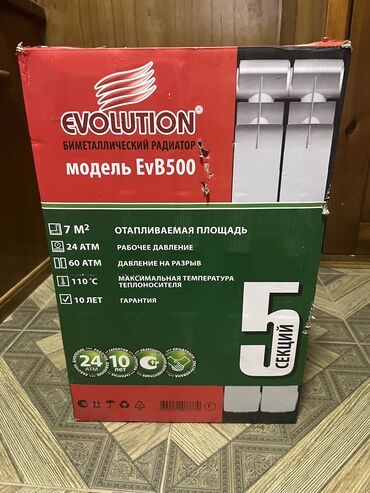 EVOLUTION®
БИМЕТАЛЛИЧЕСКИЙ РАДИАТОР
модель EvB500
7 М² ОТАПЛИВАЕМАЯ ПЛОЩАДЬ
24 АТМ РАБОЧЕЕ ДАВЛЕНИЕ
60 АТМ ДАВЛЕНИЕ НА РАЗРЫВ
110°С МАКСИМАЛЬНАЯ ТЕМПЕРАТУРА
ТЕПЛОНОСИТЕЛЯ
10 ЛЕТ ГАРАНТИЯ
5
СЕКЦИЙ
24
АТМ
10
ЛЕТ